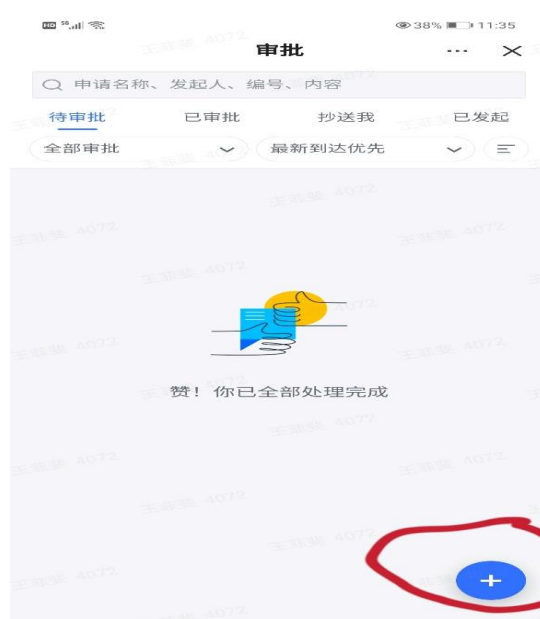 HD 5G 38% 11:35
审批
申请名称、发起人、编号、内容
待审批 已审批 抄送我 已发起
全部审批 最新到达优先
赞！你已全部处理完成